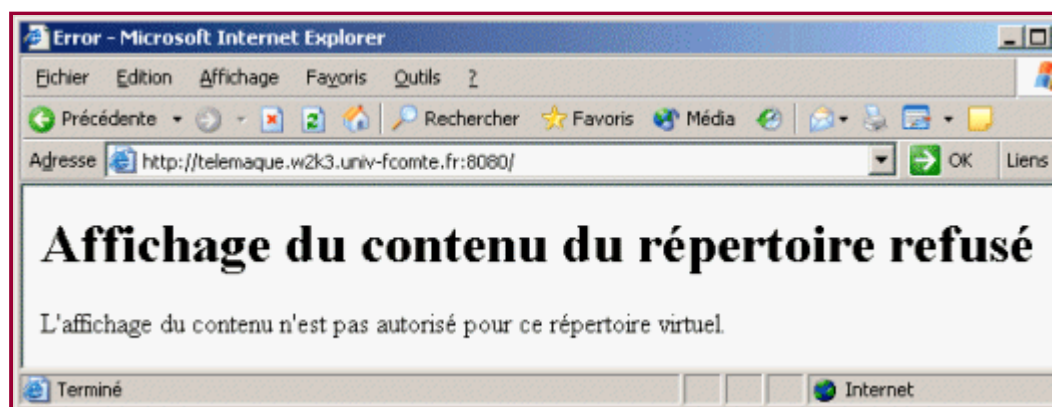 Error - Microsoft Internet Explorer
Fichier Edition Affichage Favoris Outils ?
Précédente Rechercher Favoris Média
Adresse http://telemaque.w2k3.univ-fcomte.fr:8080/ OK Liens
Affichage du contenu du répertoire refusé
L'affichage du contenu n'est pas autorisé pour ce répertoire virtuel.
Terminé Internet